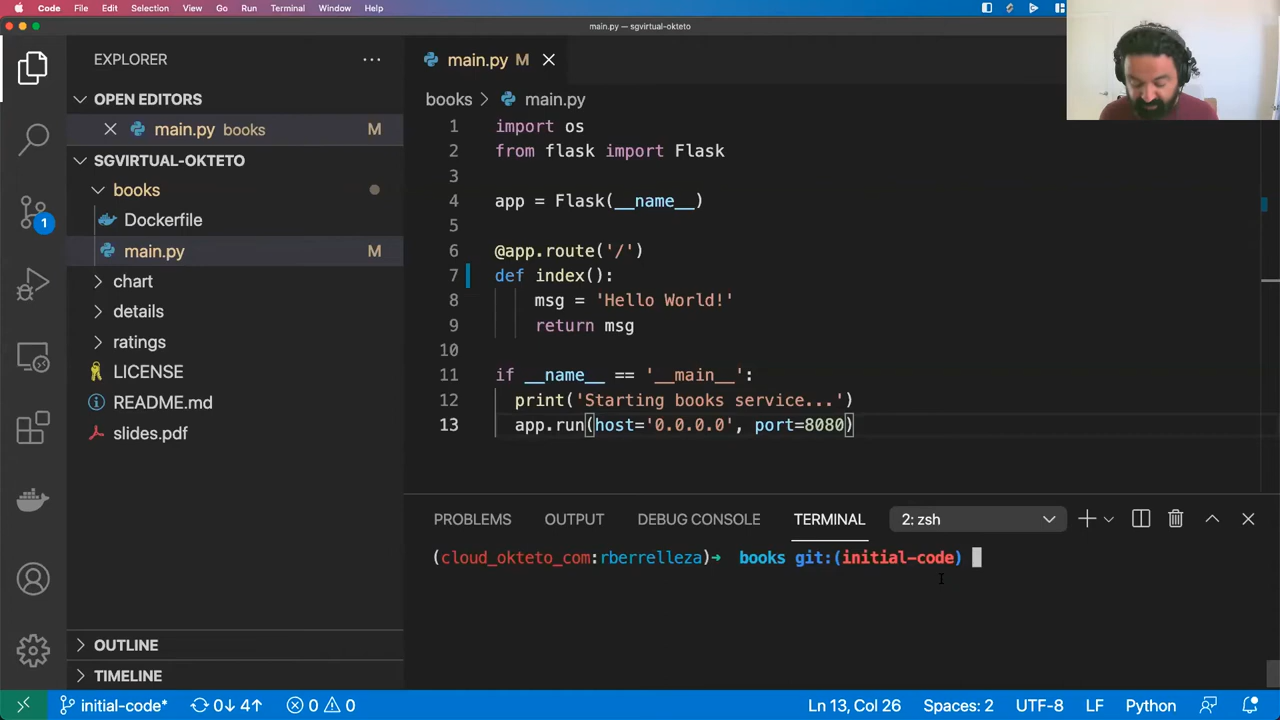 Code File Edit Selection View Go Run Terminal Window Help
main.py — sgvirtual-okteto
EXPLORER
OPEN EDITORS
main.py books M
SGVIRTUAL-OKTETO
books
Dockerfile
main.py M
chart
details
ratings
LICENSE
README.md
slides.pdf
OUTLINE
TIMELINE
1
main.py M
books > main.py
1 import os
2 from flask import Flask
3
4 app = Flask(__name__)
5
6 @app.route('/')
7 def index():
8 msg = 'Hello World!'
9 return msg
10
11 if __name__ == '__main__':
12 print('Starting books service...')
13 app.run(host='0.0.0.0', port=8080)
PROBLEMS OUTPUT DEBUG CONSOLE TERMINAL 2: zsh
(cloud_okteto_com:rberrelleza)➜ books git:(initial-code)
initial-code* 0↓ 4↑ 0 0 Ln 13, Col 26 Spaces: 2 UTF-8 LF Python